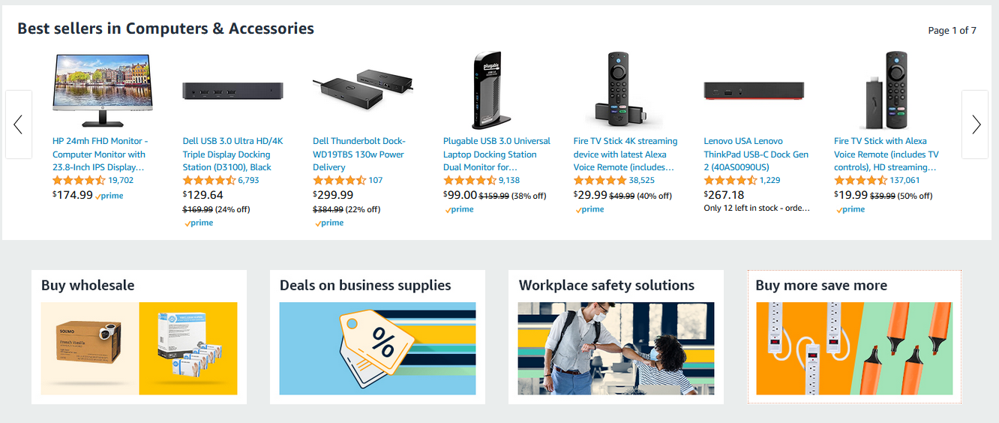 Best sellers in Computers & Accessories
Page 1 of 7
plugable
HP 24mh FHD Monitor -
Computer Monitor with
23.8-Inch IPS Display...
19,702
$174.99 prime
Dell USB 3.0 Ultra HD/4K
Triple Display Docking
Station (D3100), Black
6,793
$129.64
$169.99 (24% off)
prime
Dell Thunderbolt Dock-
WD19TBS 130w Power
Delivery
107
$299.99
$384.99 (22% off)
prime
Plugable USB 3.0 Universal
Laptop Docking Station
Dual Monitor for...
9,138
$99.00 $159.99 (38% off)
prime
Fire TV Stick 4K streaming
device with latest Alexa
Voice Remote (includes...
38,525
$29.99 $49.99 (40% off)
prime
Lenovo USA Lenovo
ThinkPad USB-C Dock Gen
2 (40AS0090US)
1,229
$267.18
Only 12 left in stock - orde...
Fire TV Stick with Alexa
Voice Remote (includes TV
controls), HD streaming...
137,061
$19.99 $39.99 (50% off)
prime
Buy wholesale
SOLIMO
French Vanilla
Deals on business supplies
%
Workplace safety solutions
Buy more save more